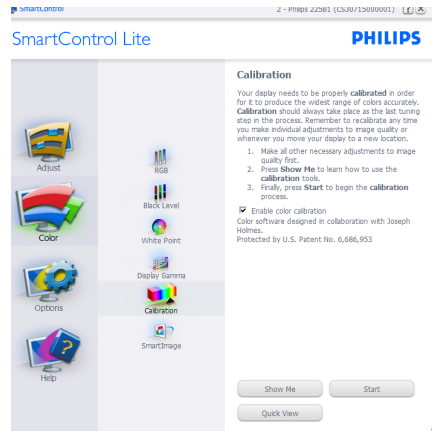 SmartControl
2 - Philips 225B1 (CS30715000001)
SmartControl Lite
PHILIPS
Adjust
Color
Options
Help
RGB
Black Level
White Point
Display Gamma
Calibration
SmartImage
Calibration
Your display needs to be properly calibrated in order
for it to produce the widest range of colors accurately.
Calibration should always take place as the last tuning
step in the process. Remember to recalibrate any time
you make individual adjustments to image quality or
whenever you move your display to a new location.
1. Make all other necessary adjustments to image
quality first.
2. Press Show Me to learn how to use the
calibration tools.
3. Finally, press Start to begin the calibration
process.
Enable color calibration
Color software designed in collaboration with Joseph
Holmes.
Protected by U.S. Patent No. 6,686,953
Show Me
Start
Quick View